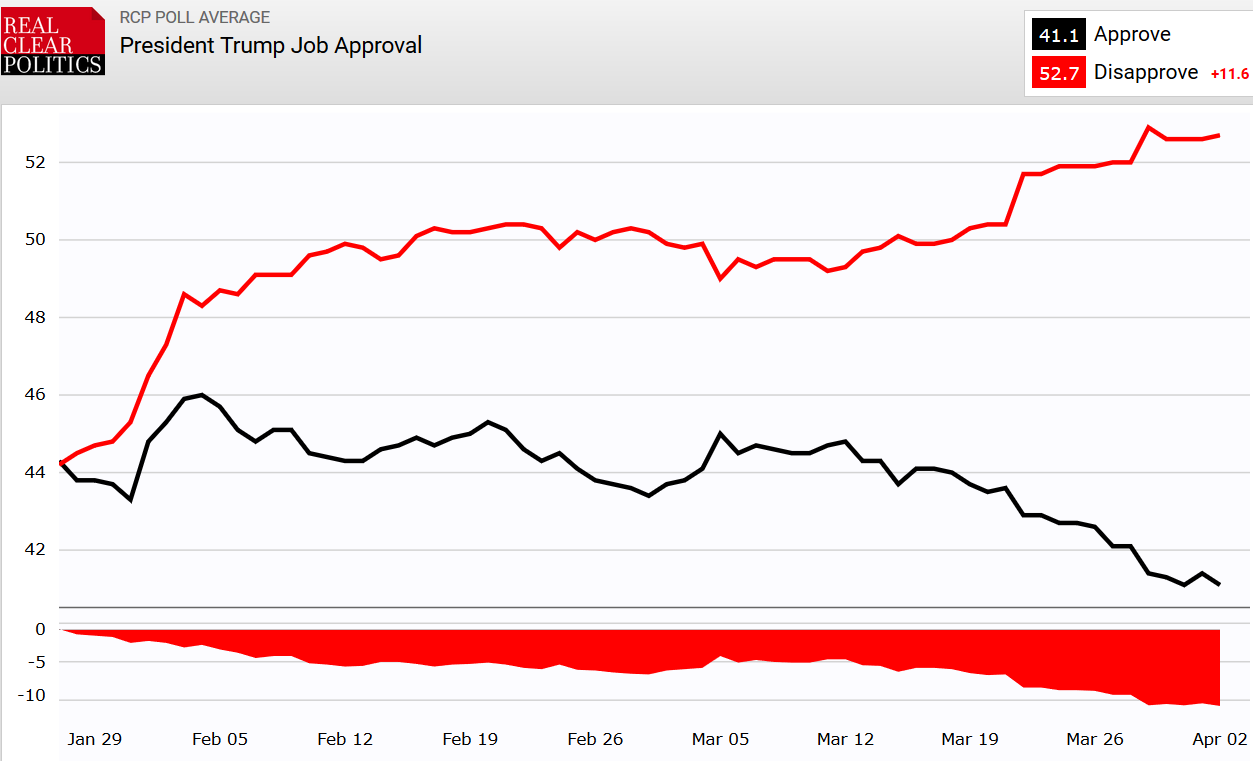 REAL
CLEAR
POLITICS
RCP POLL AVERAGE
President Trump Job Approval
41.1 Approve
52.7 Disapprove +11.6
52
50
48
46
44
42
0
-5
-10
Jan 29 Feb 05 Feb 12 Feb 19 Feb 26 Mar 05 Mar 12 Mar 19 Mar 26 Apr 02